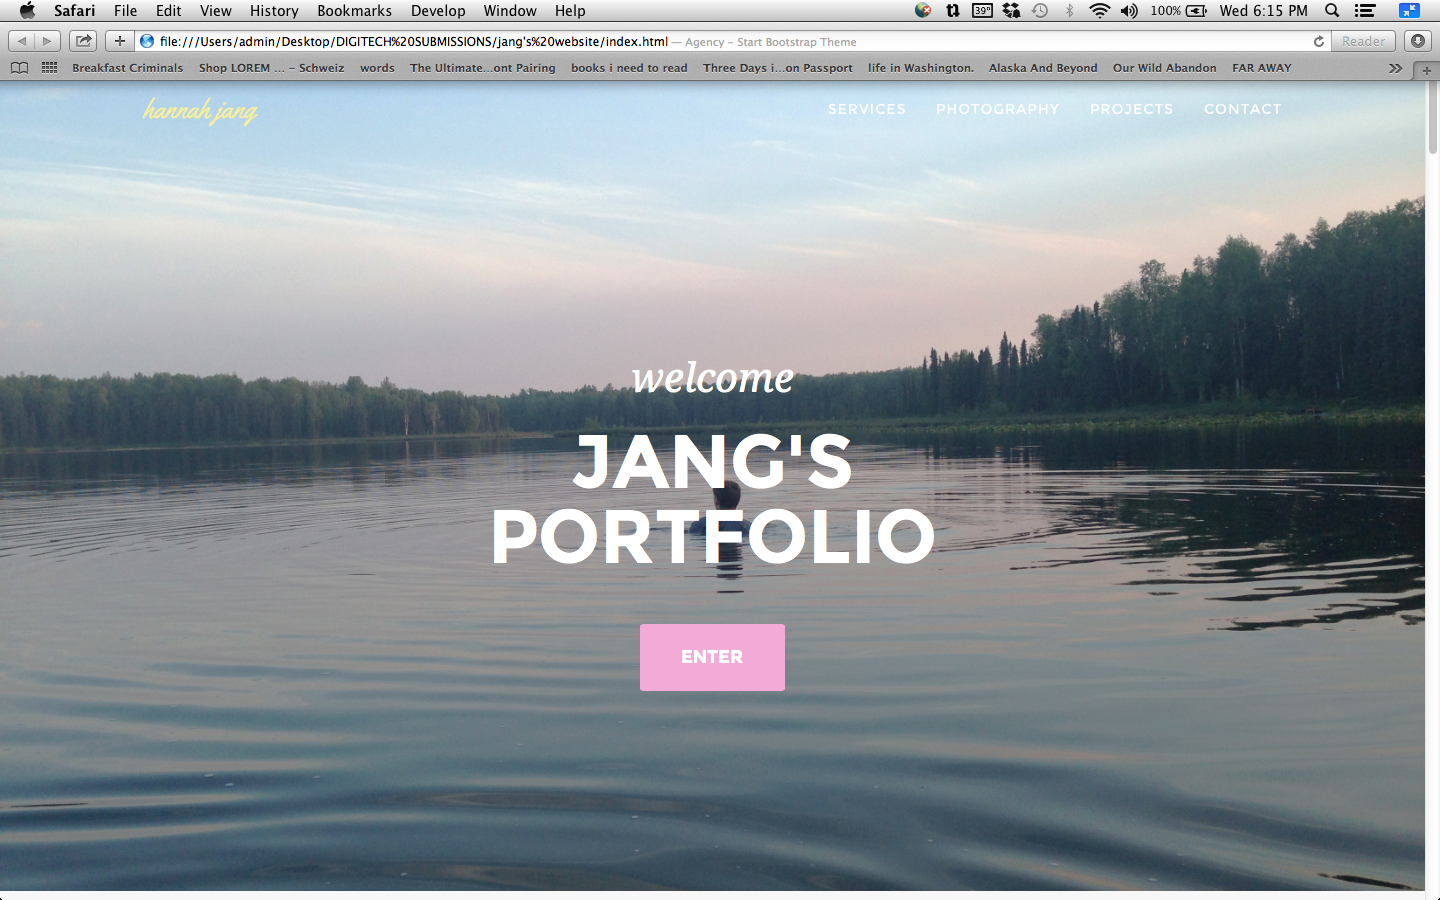 Safari File Edit View History Bookmarks Develop Window Help 39° 100% Wed 6:15 PM
file:///Users/admin/Desktop/DIGITECH%20SUBMISSIONS/jang's%20website/index.html — Agency – Start Bootstrap Theme Reader
Breakfast Criminals Shop LOREM ... – Schweiz words The Ultimate...ont Pairing books i need to read Three Days i...on Passport life in Washington. Alaska And Beyond Our Wild Abandon FAR AWAY
hannah jang SERVICES PHOTOGRAPHY PROJECTS CONTACT
welcome
JANG'S
PORTFOLIO
ENTER